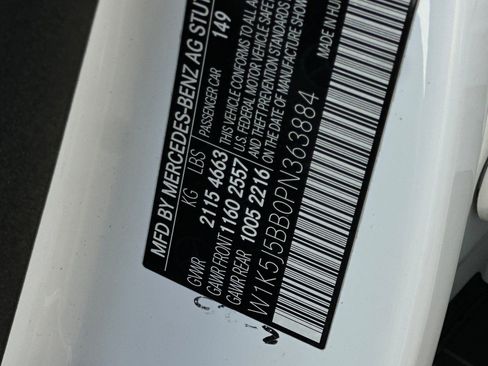 MFD BY MERCEDES-BENZ AG STU
KG LBS PASSENGER CAR 149
GVWR 2115 4663 THIS VEHICLE CONFORMS TO ALL
GAWR FRONT 1160 2557 U.S. FEDERAL MOTOR VEHICLE SAFETY
GAWR REAR 1005 2216 AND THEFT PREVENTION STANDARDS
ON THE DATE OF MANUFACTURE SHOW
W1K5J5BB0PN363884 MADE IN HU